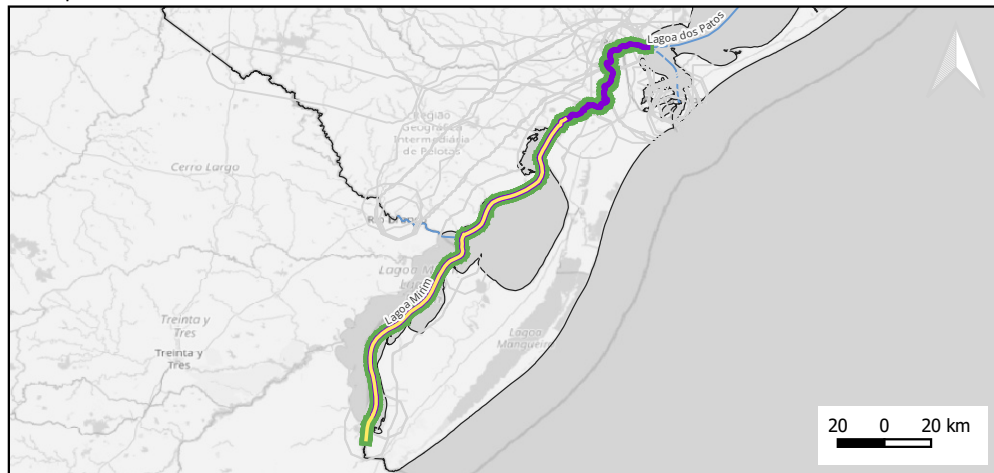 Lagoa dos Patos
Região
Geográfica
Intermediária
de Pelotas
Cerro Largo
Lagoa Mirim
Treinta y
Tres
Treinta y
Tres
Lagoa
Mangueira
20 0 20 km